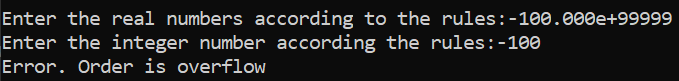 Enter the real numbers according to the rules:-100.000e+99999
Enter the integer number according the rules:-100
Error. Order is overflow